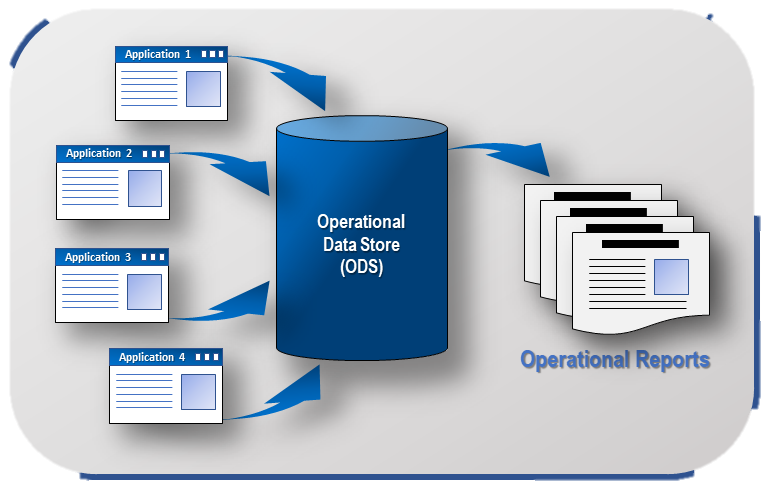 Application 1
Application 2
Application 3
Application 4
Operational
Data Store
(ODS)
Operational Reports